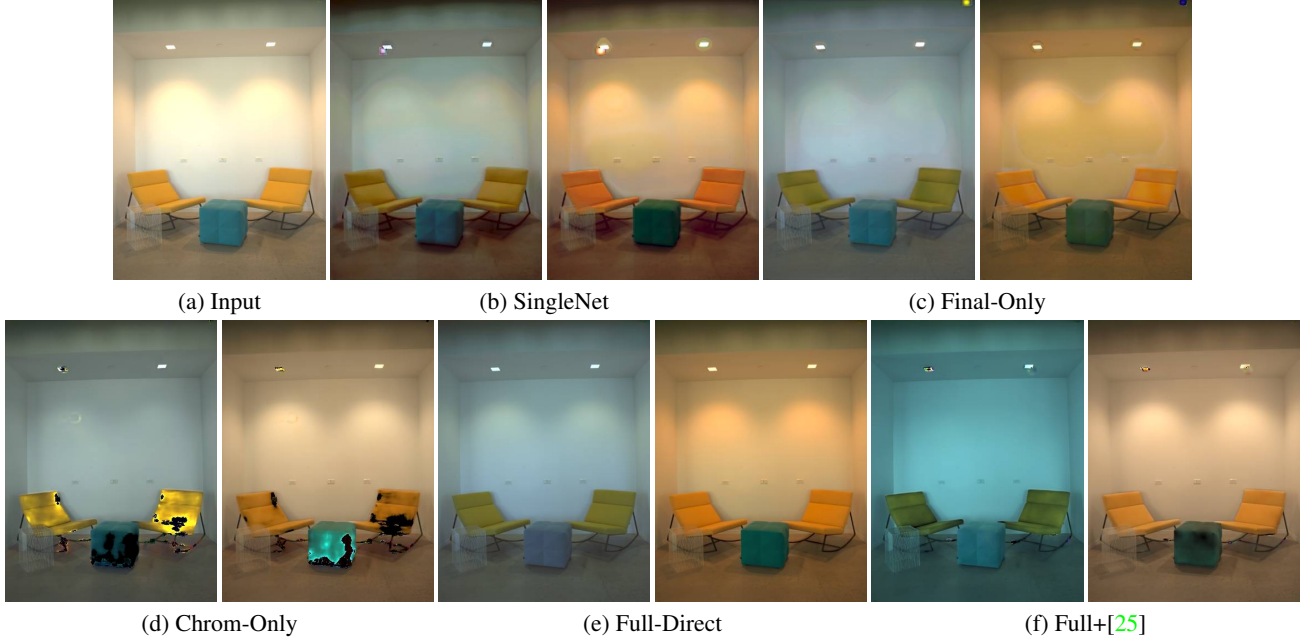 (a) Input
(b) SingleNet
(c) Final-Only
(d) Chrom-Only
(e) Full-Direct
(f) Full+[25]